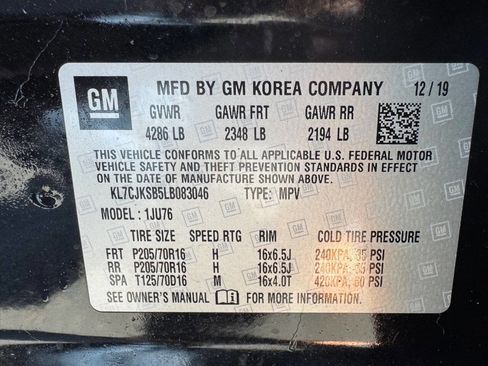 GM
MFD BY GM KOREA COMPANY 12/19
GVWR GAWR FRT GAWR RR
4286 LB 2348 LB 2194 LB
THIS VEHICLE CONFORMS TO ALL APPLICABLE U.S. FEDERAL MOTOR
VEHICLE SAFETY AND THEFT PREVENTION STANDARDS IN EFFECT ON
THE DATE OF MANUFACTURE SHOWN ABOVE.
KL7CJKSB5LB083046 TYPE: MPV
MODEL: 1JU76
TIRE SIZE SPEED RTG RIM COLD TIRE PRESSURE
FRT P205/70R16 H 16x6.5J 240KPA, 35 PSI
RR P205/70R16 H 16x6.5J 240KPA, 35 PSI
SPA T125/70D16 M 16x4.0T 420KPA, 60 PSI
SEE OWNER'S MANUAL FOR MORE INFORMATION